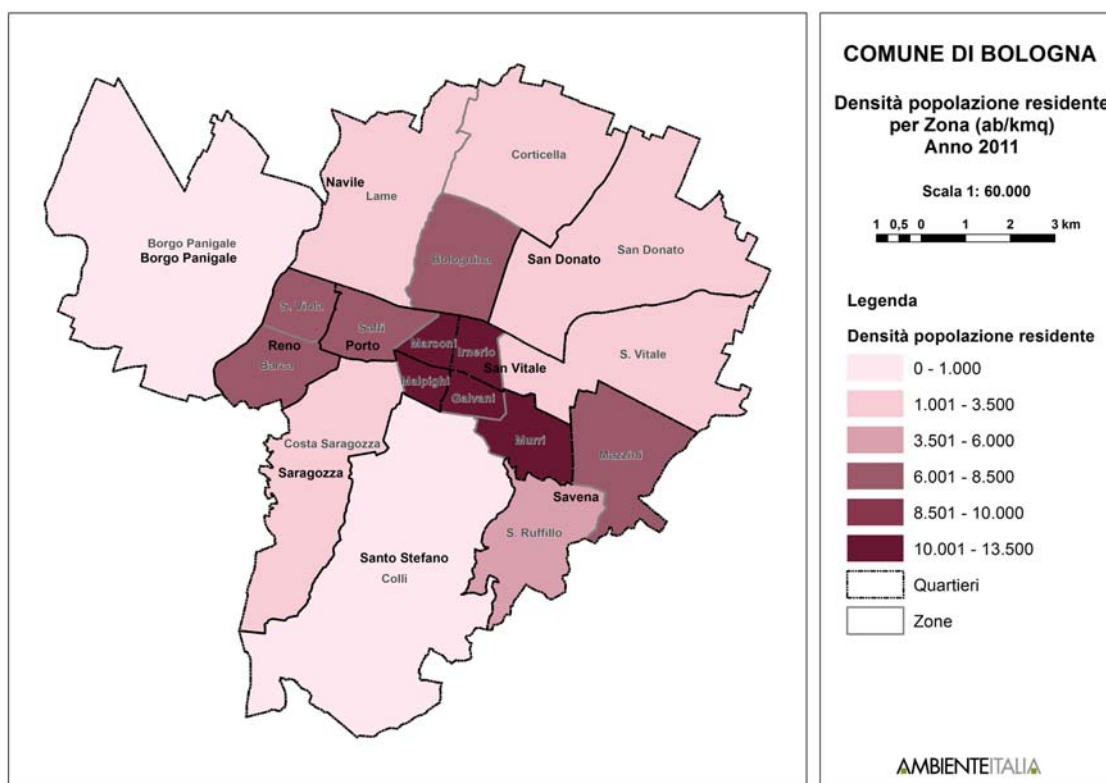 Navile
Lame
Corticella
Borgo Panigale
Borgo Panigale
Bolognina
San Donato
San Donato
S. Viola
Saffi
Marconi
Irnerio
S. Vitale
Reno
Porto
Barca
San Vitale
Malpighi
Galvani
Costa Saragozza
Murri
Mazzini
Saragozza
Savena
S. Ruffillo
Santo Stefano
Colli
COMUNE DI BOLOGNA
Densità popolazione residente
per Zona (ab/kmq)
Anno 2011
Scala 1: 60.000
1 0,5 0 1 2 3 km
Legenda
Densità popolazione residente
0 - 1.000
1.001 - 3.500
3.501 - 6.000
6.001 - 8.500
8.501 - 10.000
10.001 - 13.500
Quartieri
Zone
AMBIENTEITALIA